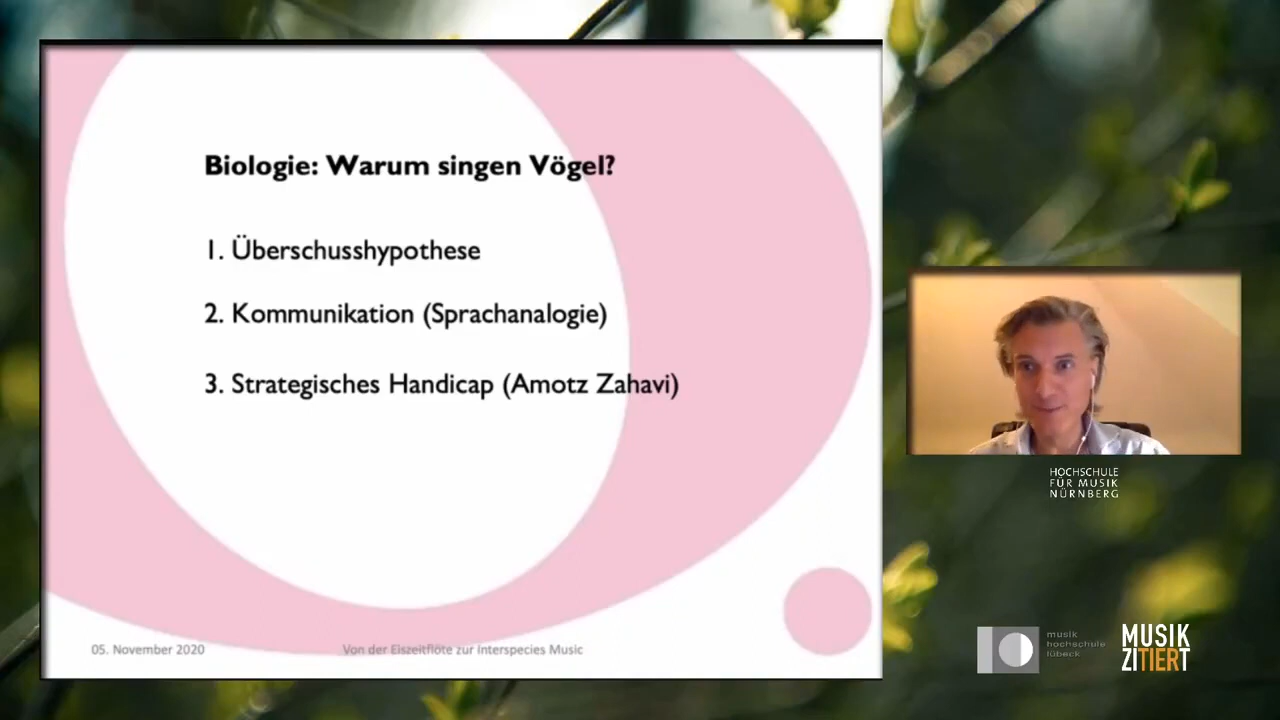 Biologie: Warum singen Vögel?
1. Überschusshypothese
2. Kommunikation (Sprachanalogie)
3. Strategisches Handicap (Amotz Zahavi)
05. November 2020
Von der Eiszeitflöte zur Interspecies Music
HOCHSCHULE
FÜR MUSIK
NÜRNBERG
musik
hochschule
lübeck
MUSIK
ZITIERT